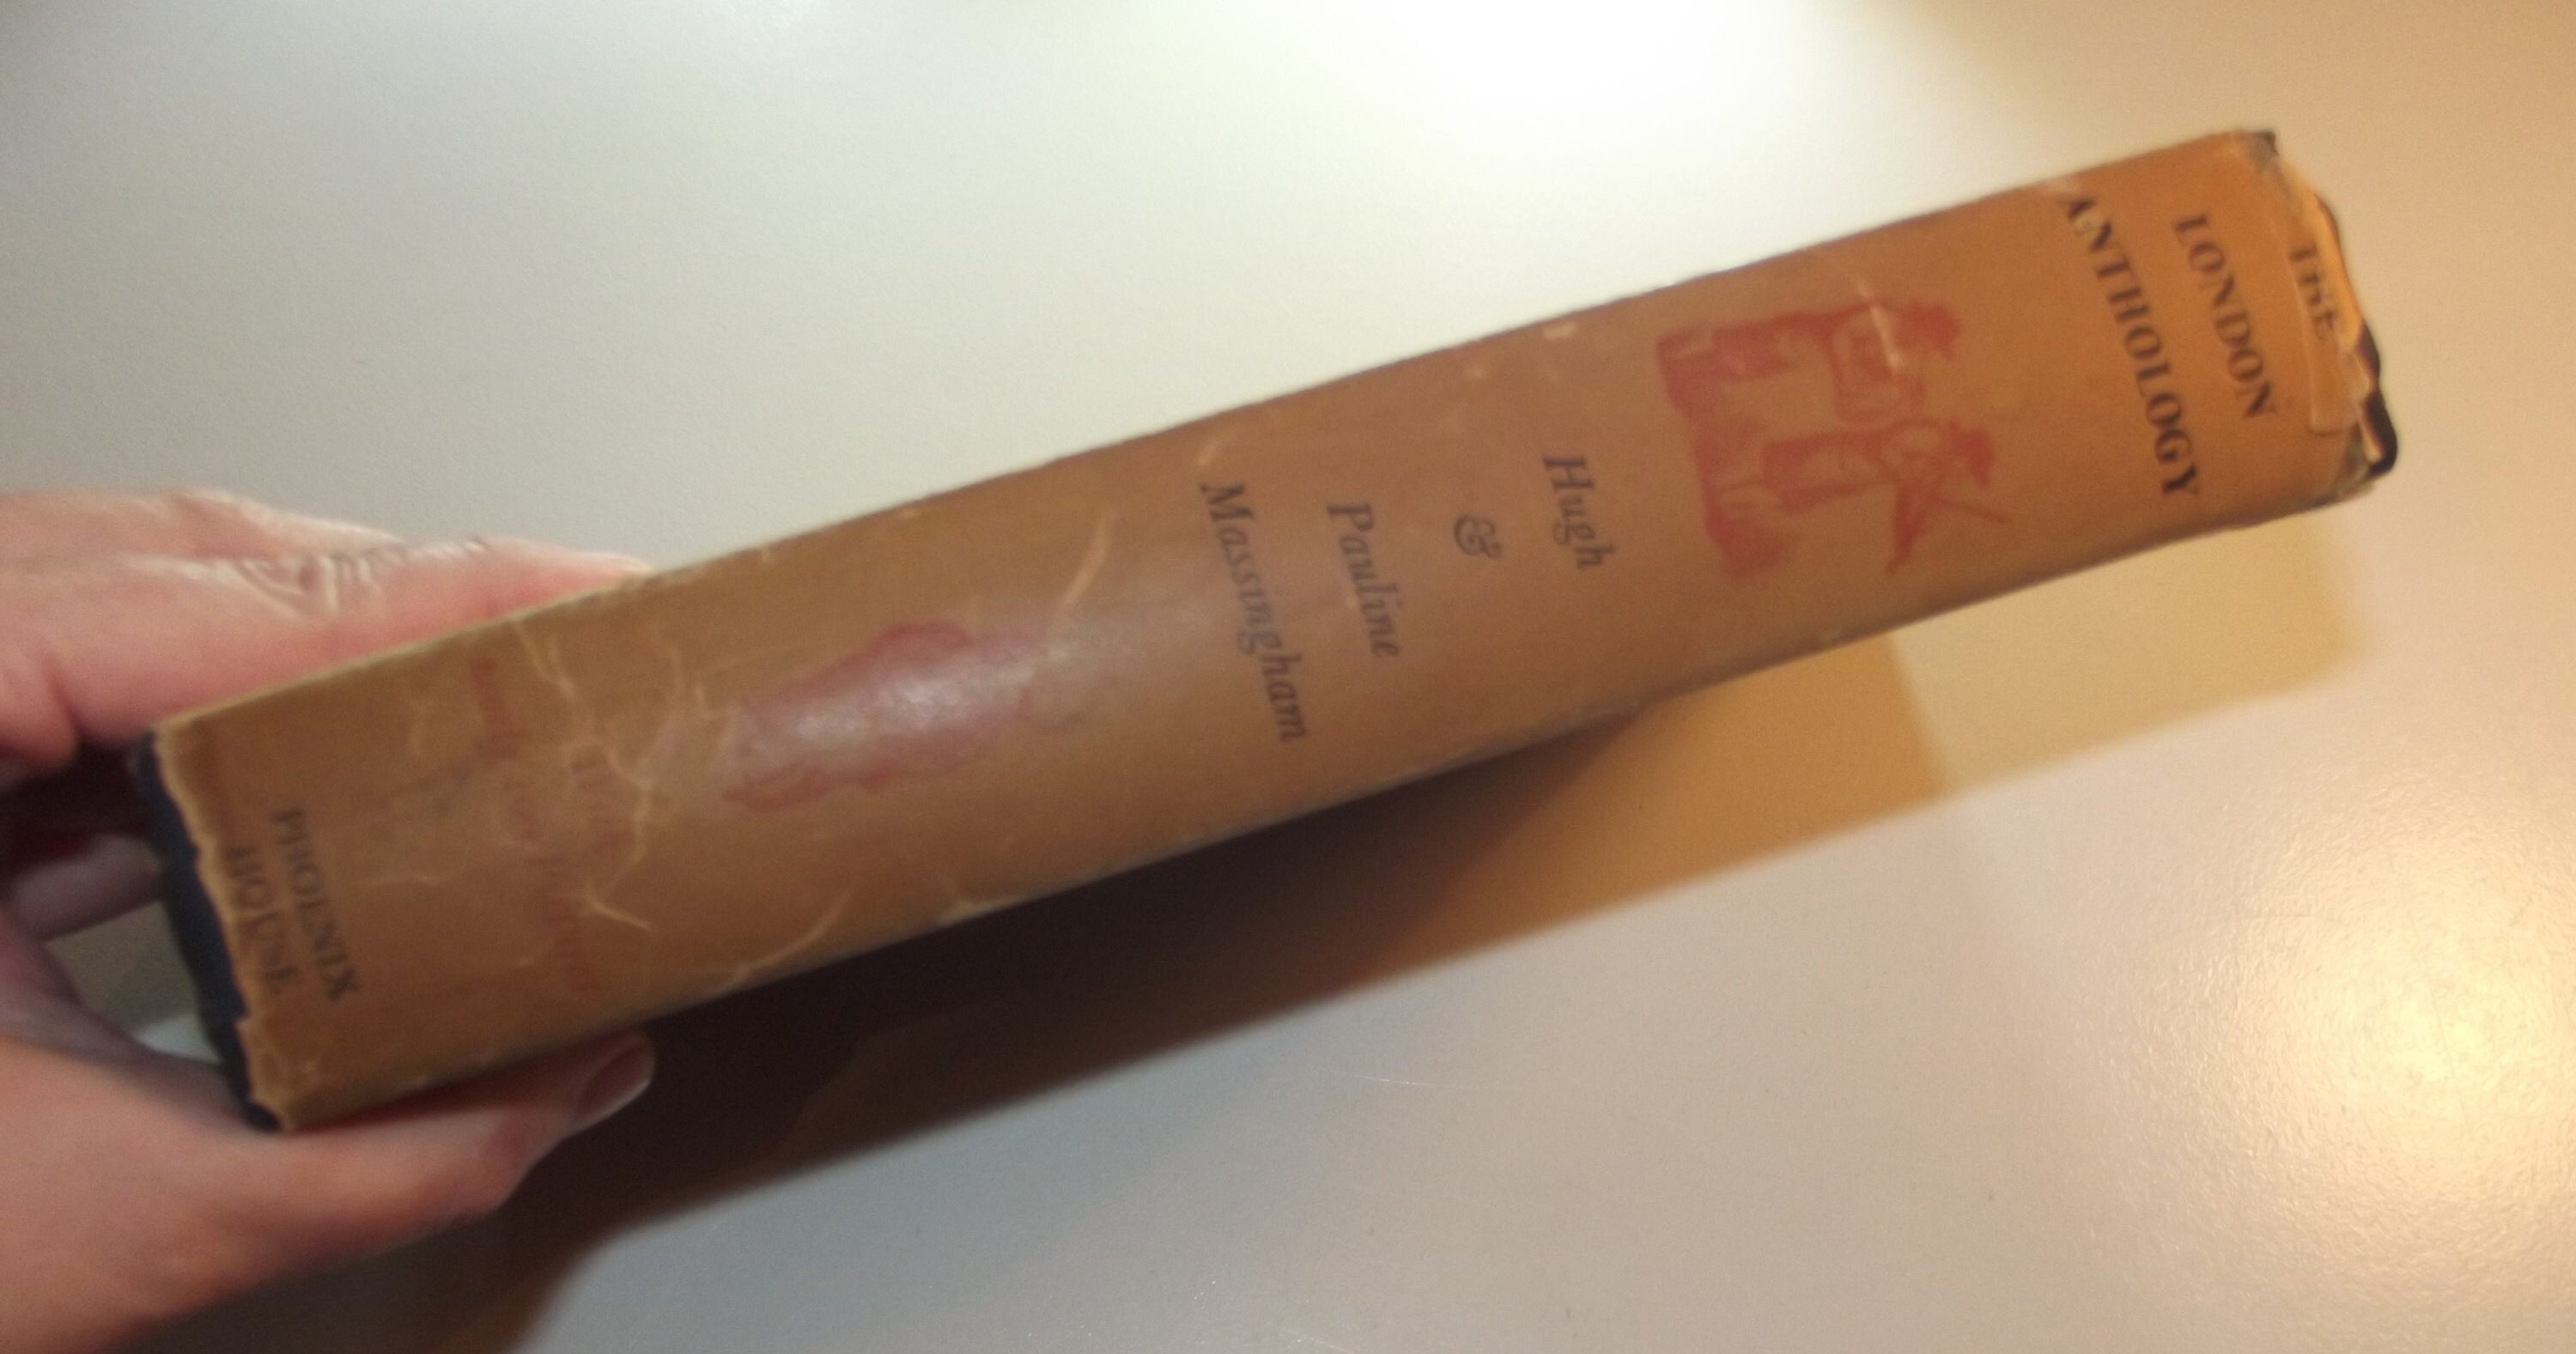 THE
LONDON
ANTHOLOGY
Hugh
&
Pauline
Massingham
PHOENIX
HOUSE